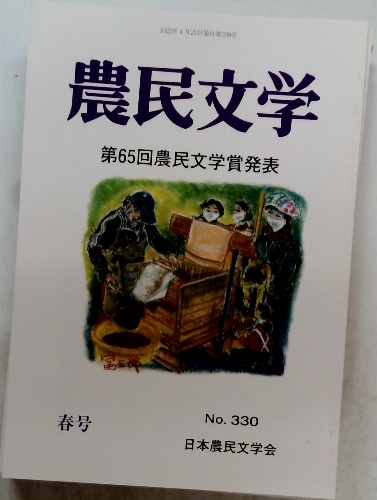 2022年4月25日発行第330号
農民文学
第65回農民文学賞発表
春号
No. 330
日本農民文学会